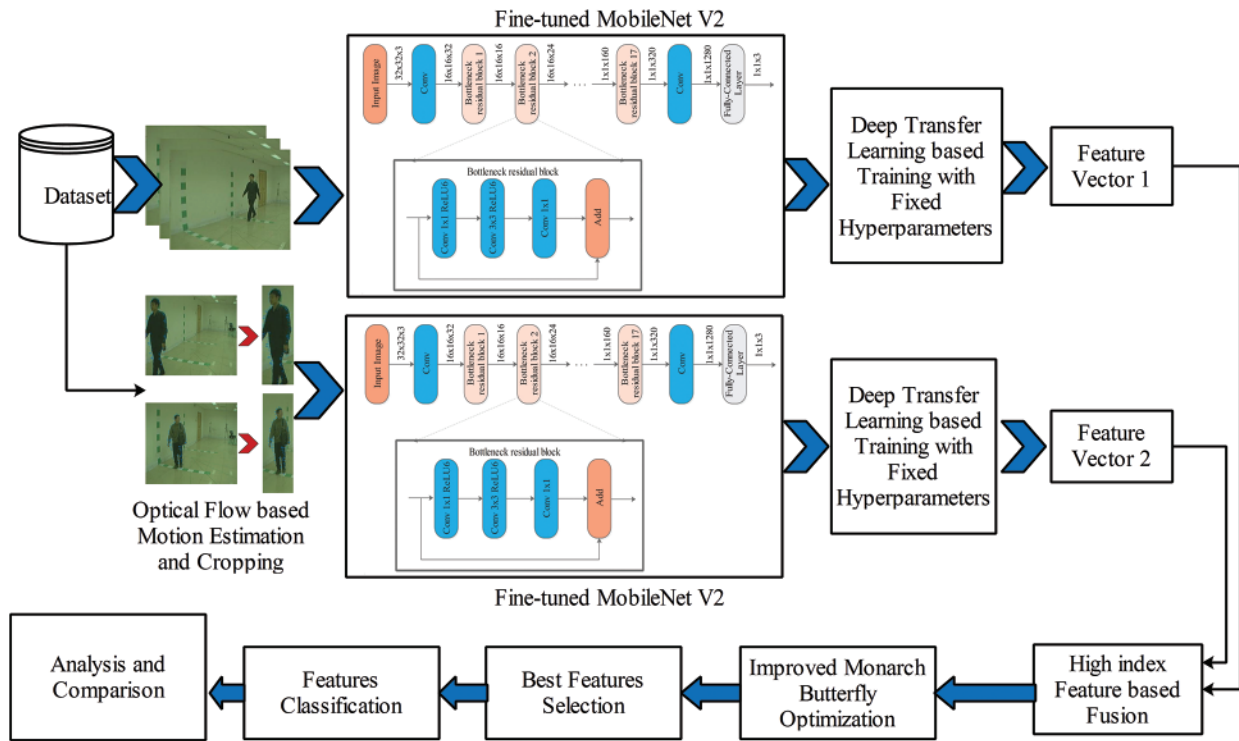 Fine-tuned MobileNet V2
Input Image
32x32x3
Conv
16x16x32
Bottleneck
residual block 1
16x16x16
Bottleneck
residual block 2
16x16x24
...
1x1x160
Bottleneck
residual block 17
1x1x320
Conv
1x1x1280
Fully-Connected
Layer
1x1x3
Bottleneck residual block
Conv 1x1 ReLU6
Conv 3x3 ReLU6
Conv 1x1
Add
Dataset
Deep Transfer
Learning based
Training with
Fixed
Hyperparameters
Feature
Vector 1
Input Image
32x32x3
Conv
16x16x32
Bottleneck
residual block 1
16x16x16
Bottleneck
residual block 2
16x16x24
...
1x1x160
Bottleneck
residual block 17
1x1x320
Conv
1x1x1280
Fully-Connected
Layer
1x1x3
Bottleneck residual block
Conv 1x1 ReLU6
Conv 3x3 ReLU6
Conv 1x1
Add
Optical Flow based
Motion Estimation
and Cropping
Deep Transfer
Learning based
Training with
Fixed
Hyperparameters
Feature
Vector 2
Fine-tuned MobileNet V2
Analysis and
Comparison
Features
Classification
Best Features
Selection
Improved Monarch
Butterfly
Optimization
High index
Feature based
Fusion